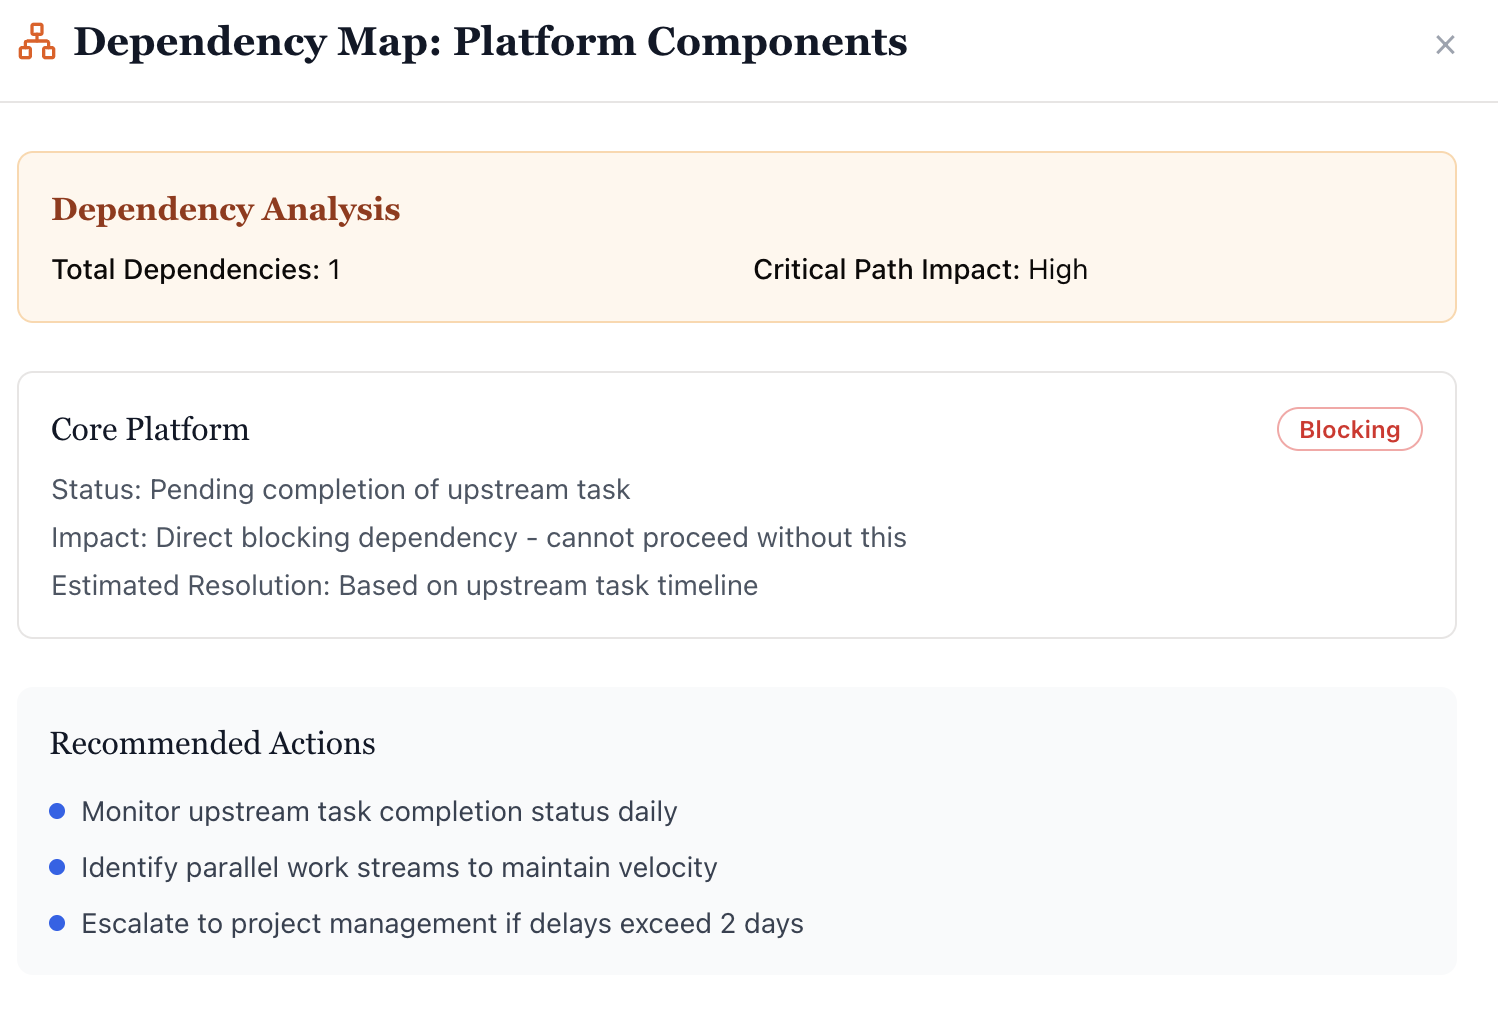 Dependency Map: Platform Components
Dependency Analysis
Total Dependencies: 1
Critical Path Impact: High
Core Platform
Blocking
Status: Pending completion of upstream task
Impact: Direct blocking dependency - cannot proceed without this
Estimated Resolution: Based on upstream task timeline
Recommended Actions
Monitor upstream task completion status daily
Identify parallel work streams to maintain velocity
Escalate to project management if delays exceed 2 days